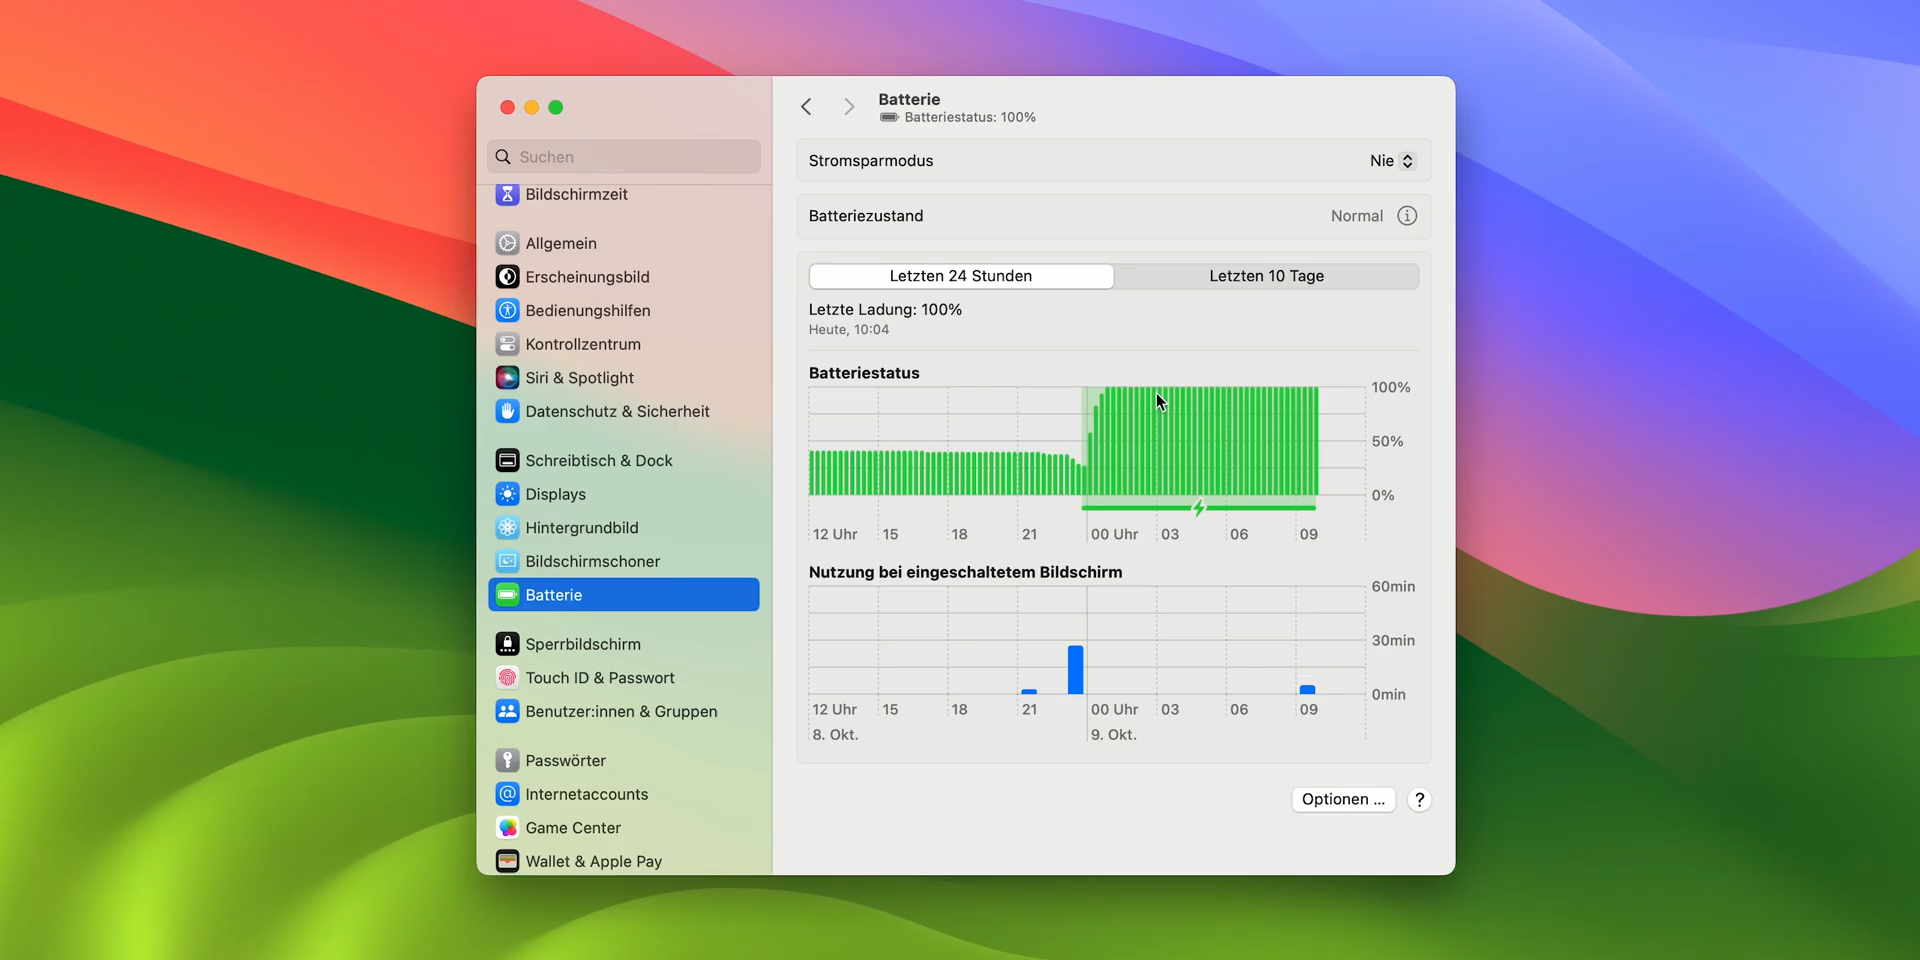 Suchen
Bildschirmzeit
Allgemein
Erscheinungsbild
Bedienungshilfen
Kontrollzentrum
Siri & Spotlight
Datenschutz & Sicherheit
Schreibtisch & Dock
Displays
Hintergrundbild
Bildschirmschoner
Batterie
Sperrbildschirm
Touch ID & Passwort
Benutzer:innen & Gruppen
Passwörter
Internetaccounts
Game Center
Wallet & Apple Pay
Batterie
Batteriestatus: 100%
Stromsparmodus Nie
Batteriezustand Normal
Letzten 24 Stunden Letzten 10 Tage
Letzte Ladung: 100%
Heute, 10:04
Batteriestatus
100%
50%
0%
12 Uhr 15 18 21 00 Uhr 03 06 09
Nutzung bei eingeschaltetem Bildschirm
60min
30min
0min
12 Uhr 15 18 21 00 Uhr 03 06 09
8. Okt. 9. Okt.
Optionen ... ?